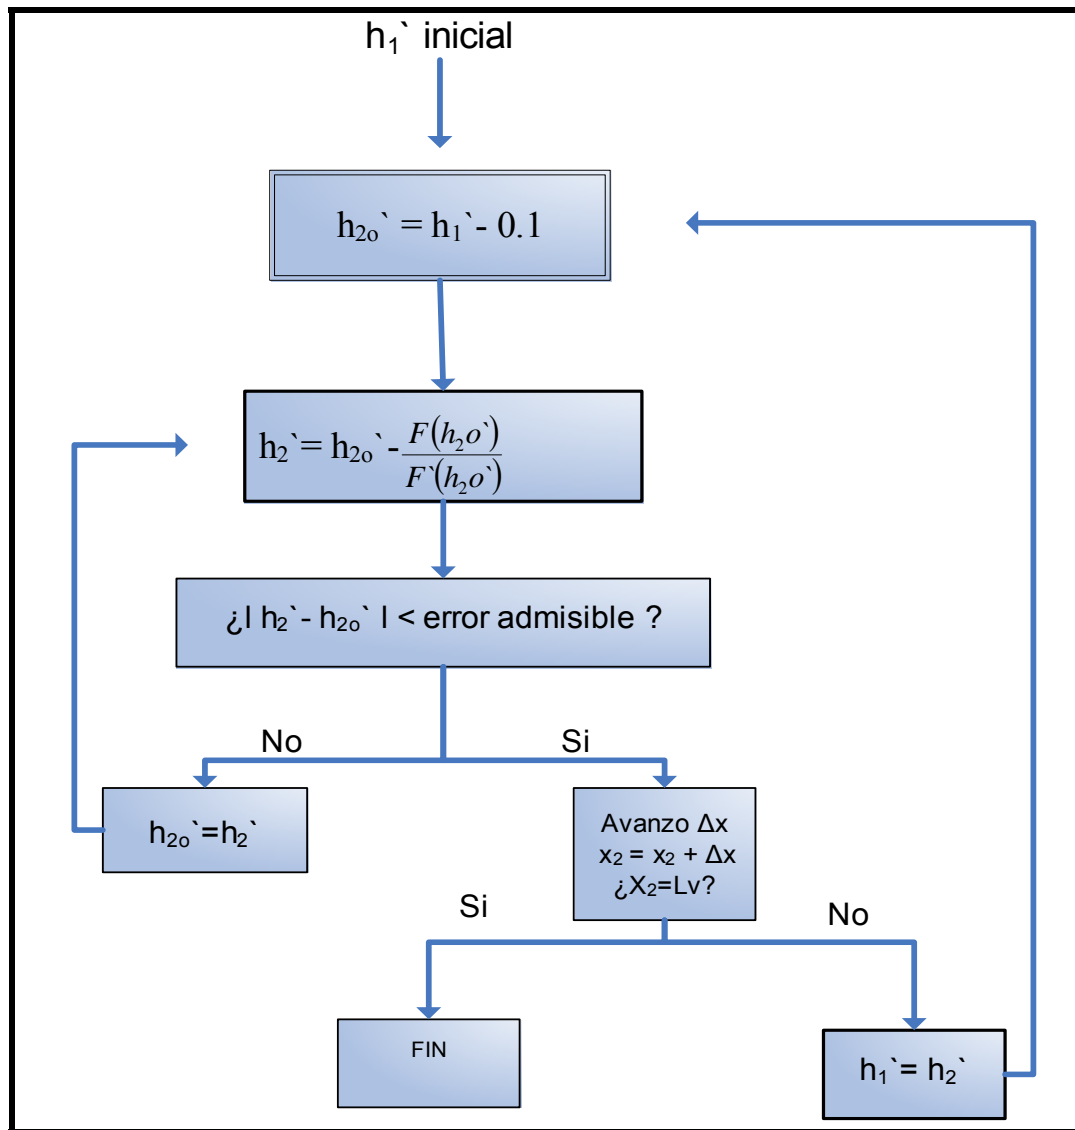 h₁` inicial
h₂ₒ` = h₁` - 0.1
h₂` = h₂ₒ` - F(h₂o`) / F`(h₂o`)
¿l h₂` - h₂ₒ` l < error admisible ?
No Si
h₂ₒ`=h₂`
Avanzo Δx
x₂ = x₂ + Δx
¿X₂=Lv?
Si No
FIN
h₁`= h₂`